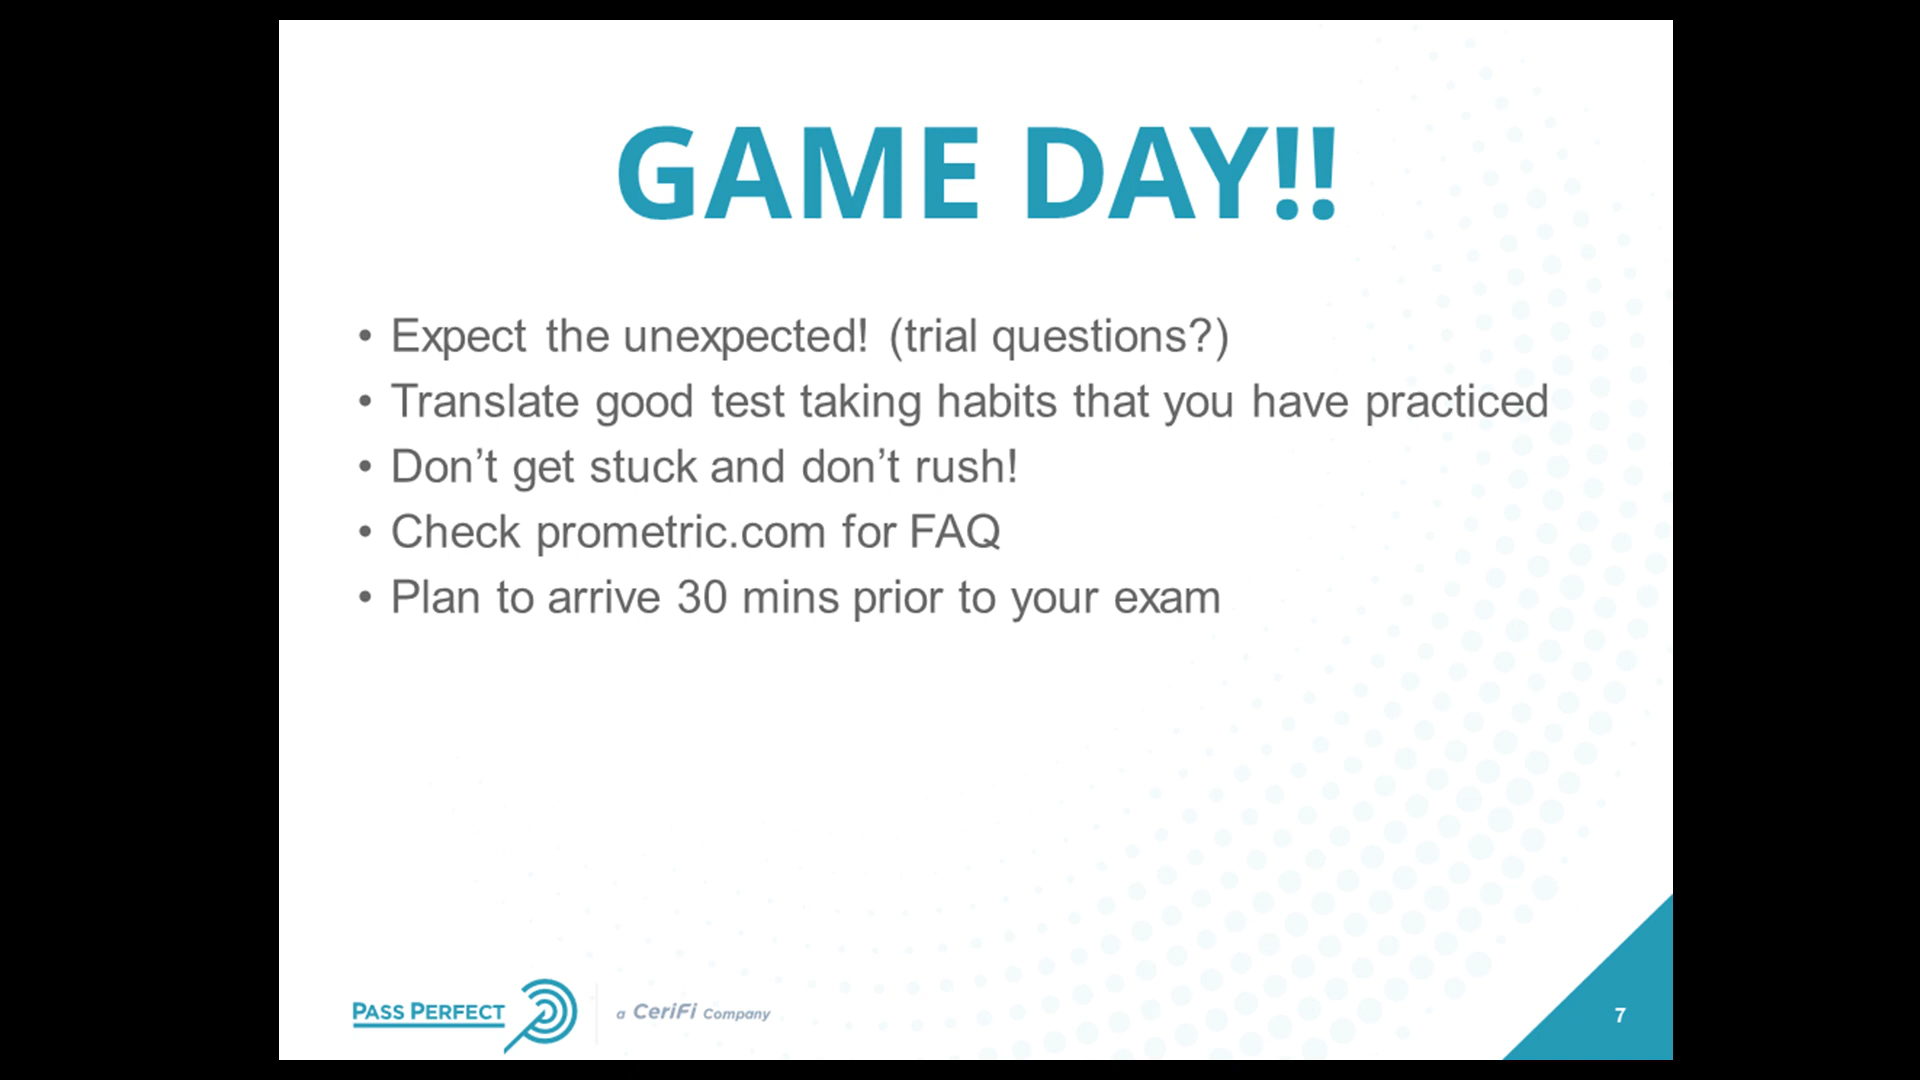 GAME DAY!!
• Expect the unexpected! (trial questions?)
• Translate good test taking habits that you have practiced
• Don’t get stuck and don’t rush!
• Check prometric.com for FAQ
• Plan to arrive 30 mins prior to your exam
PASS PERFECT
a CeriFi Company
7